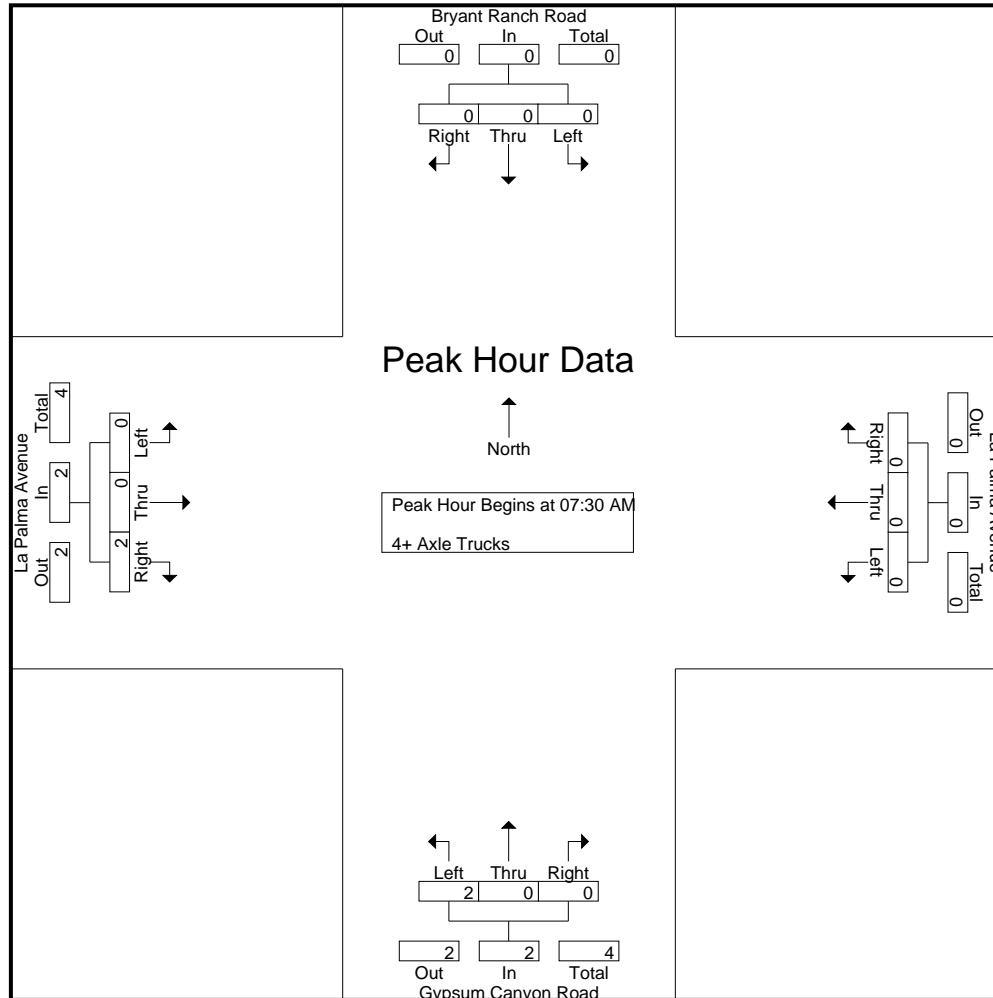 Bryant Ranch Road
Out In Total
0 0 0
0 0 0
Right Thru Left
Peak Hour Data
North
Peak Hour Begins at 07:30 AM
4+ Axle Trucks
La Palma Avenue
Total In Out
4 2 2
0 0 2
Left Thru Right
Right Thru Left
0 0 0
0 0 0
Out In Total
La Palma Avenue
Left Thru Right
2 0 0
2 2 4
Out In Total
Gypsum Canyon Road